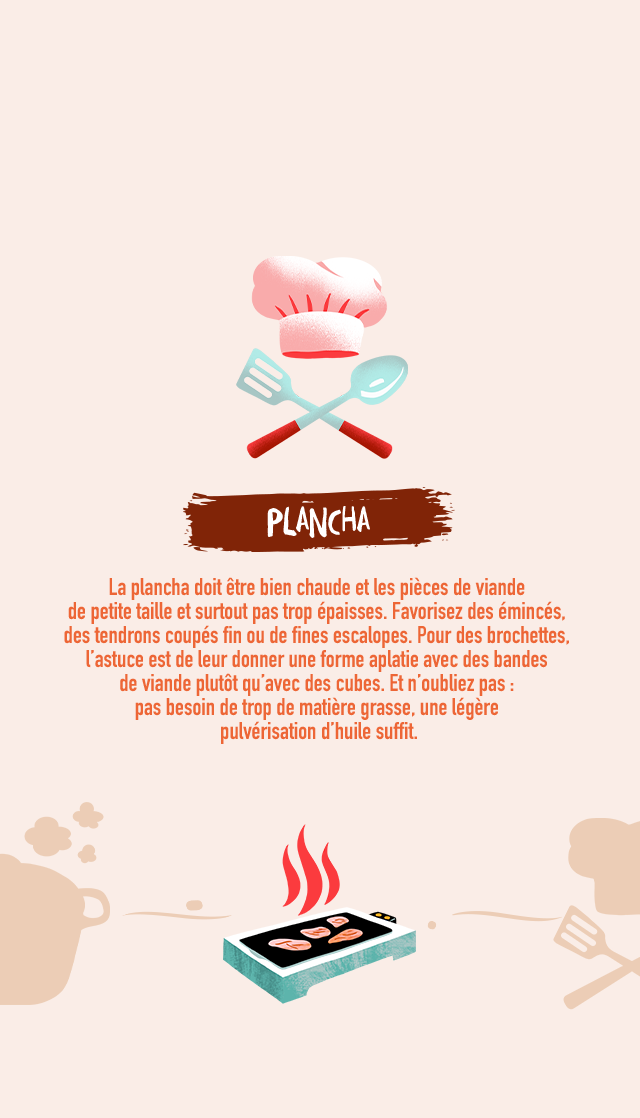 PLANCHA
La plancha doit être bien chaude et les pièces de viande
de petite taille et surtout pas trop épaisses. Favorisez des émincés,
des tendrons coupés fin ou de fines escalopes. Pour des brochettes,
l’astuce est de leur donner une forme aplatie avec des bandes
de viande plutôt qu’avec des cubes. Et n’oubliez pas :
pas besoin de trop de matière grasse, une légère
pulvérisation d’huile suffit.